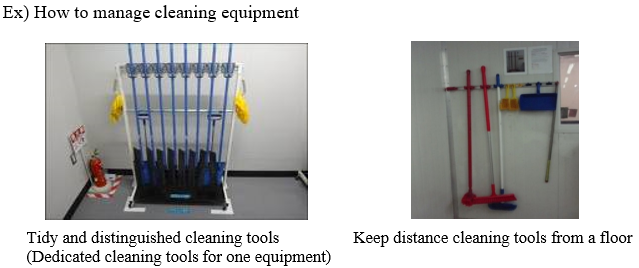 Ex) How to manage cleaning equipment
Tidy and distinguished cleaning tools
(Dedicated cleaning tools for one equipment)
Keep distance cleaning tools from a floor